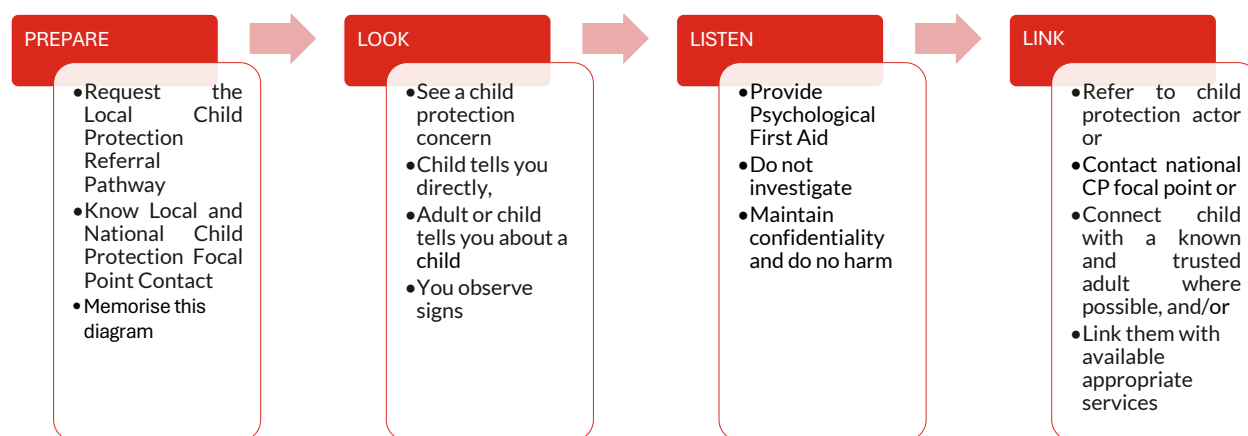 PREPARE
•Request the
Local Child
Protection
Referral
Pathway
•Know Local and
National Child
Protection Focal
Point Contact
•Memorise this
diagram
LOOK
•See a child
protection
concern
•Child tells you
directly,
•Adult or child
tells you about a
child
•You observe
signs
LISTEN
•Provide
Psychological
First Aid
•Do not
investigate
•Maintain
confidentiality
and do no harm
LINK
•Refer to child
protection actor
or
•Contact national
CP focal point or
•Connect child
with a known
and trusted
adult where
possible, and/or
•Link them with
available
appropriate
services